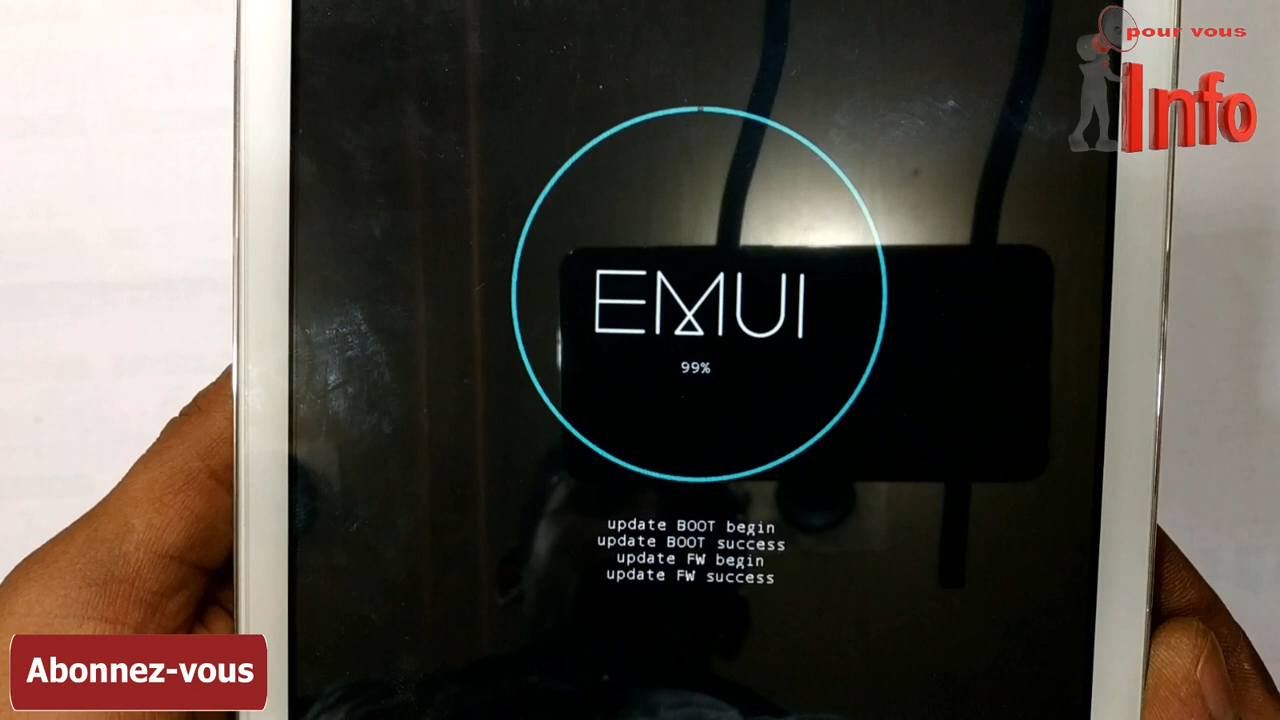 pour vous
Info
EMUI
99%
update BOOT begin
update BOOT success
update FW begin
update FW success
Abonnez-vous